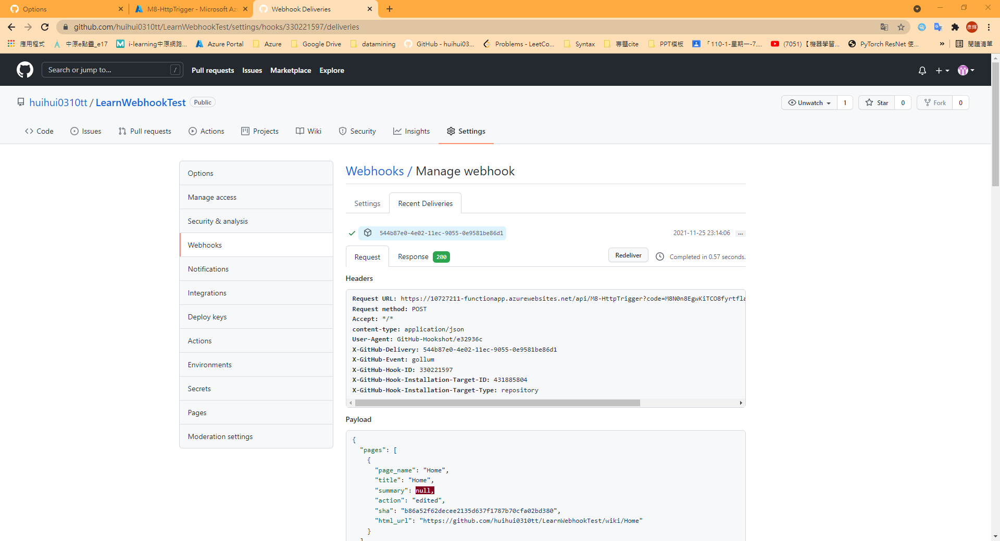 Options
M8-HttpTrigger - Microsoft Az
Webhook Deliveries
github.com/huihui0310tt/LearnWebhookTest/settings/hooks/330221597/deliveries
彥輝
應用程式
中原e點靈_e17
i-learning中原網路...
Azure Portal
Azure
Google Drive
datamining
GitHub - huihui03...
Problems - LeetCo...
Syntax
專題cite
PPT模板
「110-1-星期一-7....
(7051)【機器學習...
PyTorch ResNet 使...
»
閱讀清單
Search or jump to...
/
Pull requests
Issues
Marketplace
Explore
huihui0310tt / LearnWebhookTest
Public
Unwatch
1
Star
0
Fork
0
Code
Issues
Pull requests
Actions
Projects
Wiki
Security
Insights
Settings
Options
Manage access
Security & analysis
Webhooks
Notifications
Integrations
Deploy keys
Actions
Environments
Secrets
Pages
Moderation settings
Webhooks / Manage webhook
Settings
Recent Deliveries
544b87e0-4e02-11ec-9055-0e9581be86d1
2021-11-25 23:14:06
...
Request
Response 200
Redeliver
Completed in 0.57 seconds.
Headers
Request URL: https://10727211-functionapp.azurewebsites.net/api/M8-HttpTrigger?code=M8N0n8EgwKiTCO8fyrtfla
Request method: POST
Accept: */*
content-type: application/json
User-Agent: GitHub-Hookshot/e32936c
X-GitHub-Delivery: 544b87e0-4e02-11ec-9055-0e9581be86d1
X-GitHub-Event: gollum
X-GitHub-Hook-ID: 330221597
X-GitHub-Hook-Installation-Target-ID: 431885804
X-GitHub-Hook-Installation-Target-Type: repository
Payload
{
"pages": [
{
"page_name": "Home",
"title": "Home",
"summary": null,
"action": "edited",
"sha": "b86a52f62decee2135d637f1787b70cfa02bd380",
"html_url": "https://github.com/huihui0310tt/LearnWebhookTest/wiki/Home"
}
]